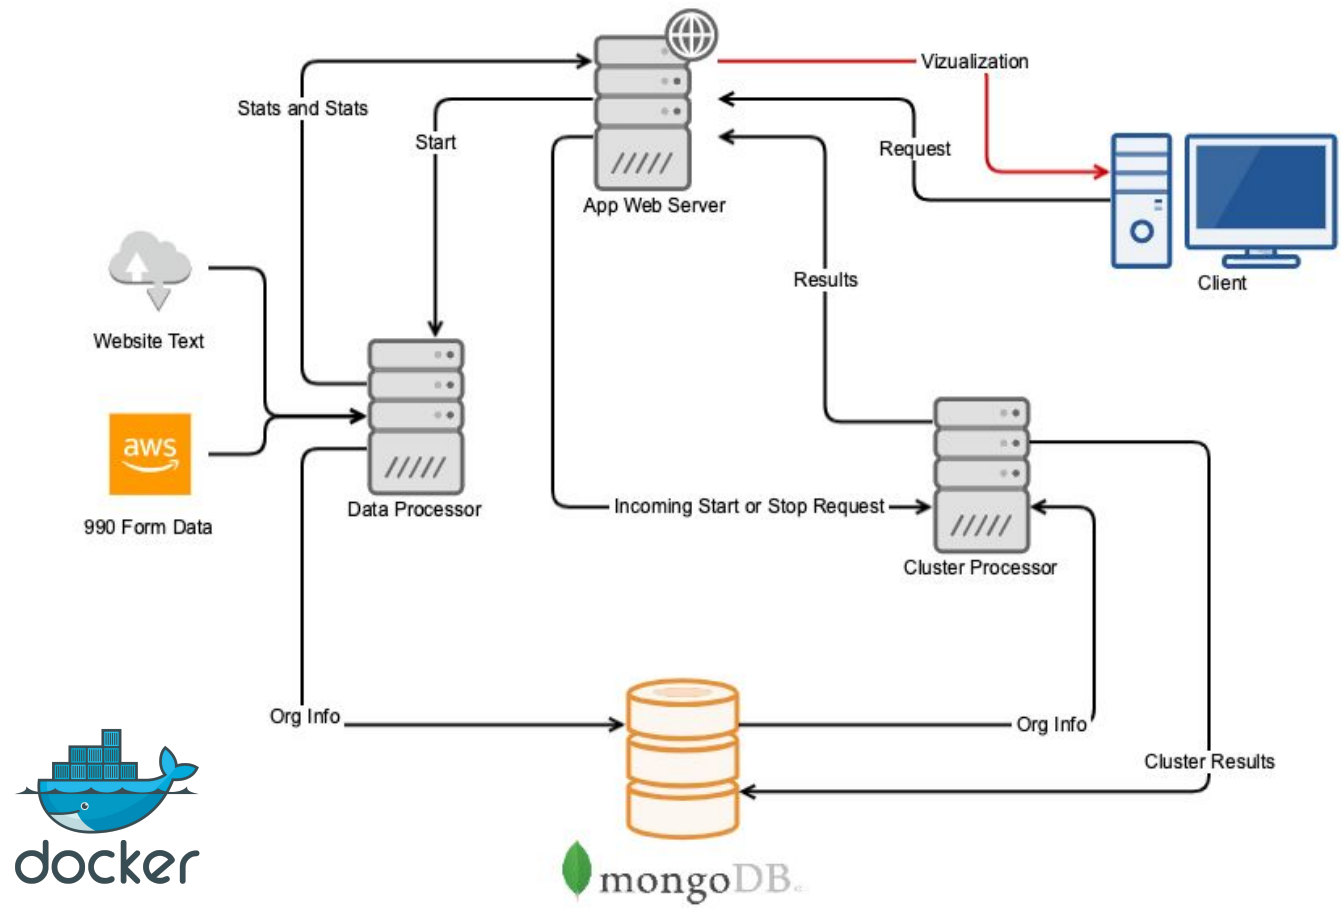 Vizualization
Stats and Stats
Start
Request
App Web Server
Results
Client
Website Text
aws
990 Form Data
Data Processor
Incoming Start or Stop Request
Cluster Processor
Org Info
Org Info
Cluster Results
docker
mongoDB